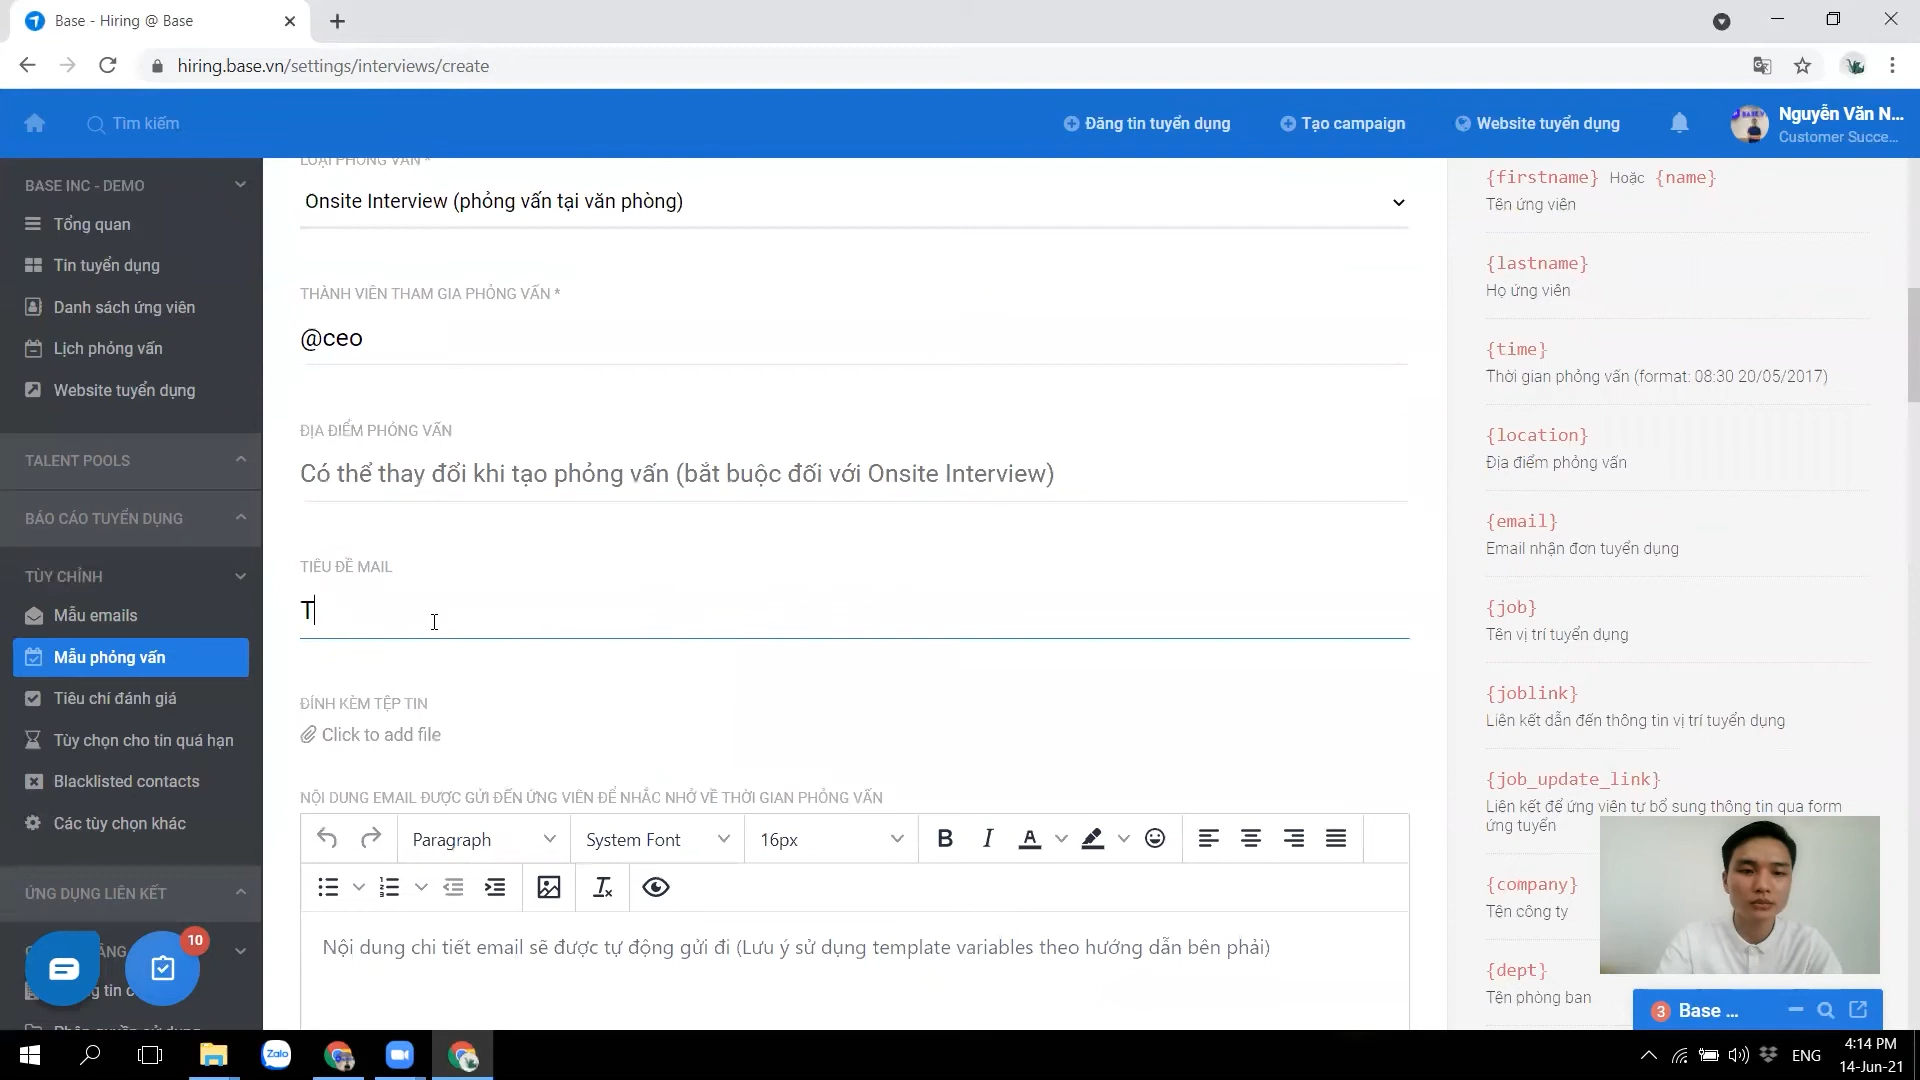 Base - Hiring @ Base
hiring.base.vn/settings/interviews/create
Tìm kiếm
Đăng tin tuyển dụng
Tạo campaign
Website tuyển dụng
Nguyễn Văn N...
Customer Succe...
BASE INC - DEMO
Tổng quan
Tin tuyển dụng
Danh sách ứng viên
Lịch phỏng vấn
Website tuyển dụng
TALENT POOLS
BÁO CÁO TUYỂN DỤNG
TÙY CHỈNH
Mẫu emails
Mẫu phỏng vấn
Tiêu chí đánh giá
Tùy chọn cho tin quá hạn
Blacklisted contacts
Các tùy chọn khác
ỨNG DỤNG LIÊN KẾT
10
LOẠI PHỎNG VẤN *
Onsite Interview (phỏng vấn tại văn phòng)
THÀNH VIÊN THAM GIA PHỎNG VẤN *
@ceo
ĐỊA ĐIỂM PHỎNG VẤN
Có thể thay đổi khi tạo phỏng vấn (bắt buộc đối với Onsite Interview)
TIÊU ĐỀ MAIL
T
ĐÍNH KÈM TỆP TIN
Click to add file
NỘI DUNG EMAIL ĐƯỢC GỬI ĐẾN ỨNG VIÊN ĐỂ NHẮC NHỞ VỀ THỜI GIAN PHỎNG VẤN
Paragraph
System Font
16px
Nội dung chi tiết email sẽ được tự động gửi đi (Lưu ý sử dụng template variables theo hướng dẫn bên phải)
{firstname} Hoặc {name}
Tên ứng viên
{lastname}
Họ ứng viên
{time}
Thời gian phỏng vấn (format: 08:30 20/05/2017)
{location}
Địa điểm phỏng vấn
{email}
Email nhận đơn tuyển dụng
{job}
Tên vị trí tuyển dụng
{joblink}
Liên kết dẫn đến thông tin vị trí tuyển dụng
{job_update_link}
Liên kết để ứng viên tự bổ sung thông tin qua form
ứng tuyển
{company}
Tên công ty
{dept}
Tên phòng ban
3 Base ...
Zalo
ENG
4:14 PM
14-Jun-21